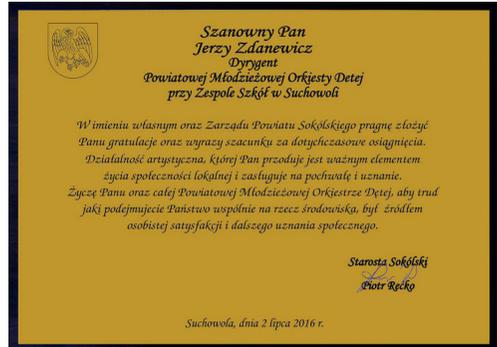 Szanowny Pan
Jerzy Zdanewicz
Dyrygent
Powiatowej Młodzieżowej Orkiesty Detej
przy Zespole Szkół w Suchowoli
W imieniu własnym oraz Zarządu Powiatu Sokólskiego pragnę złożyć
Panu gratulacje oraz wyrazy szacunku za dotychczasowe osiągnięcia.
Działalność artystyczna, której Pan przoduje jest ważnym elementem
życia społeczności lokalnej i zasługuje na pochwałę i uznanie.
Życzę Panu oraz całej Powiatowej Młodzieżowej Orkiestrze Dętej, aby trud
jaki podejmujecie Państwo wspólnie na rzecz środowiska, był źródłem
osobistej satysfakcji i dalszego uznania społecznego.
Starosta Sokólski
Piotr Rećko
Suchowola, dnia 2 lipca 2016 r.